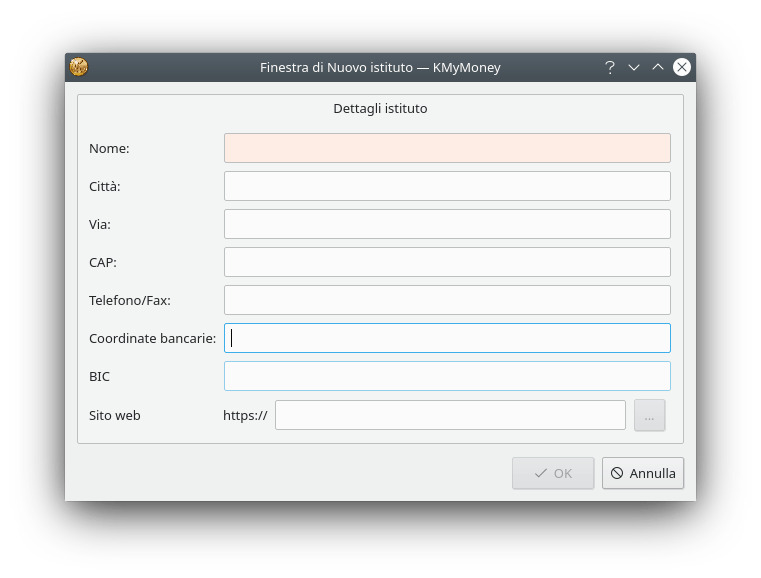 Finestra di Nuovo istituto — KMyMoney
Dettagli istituto
Nome:
Città:
Via:
CAP:
Telefono/Fax:
Coordinate bancarie:
BIC
Sito web https:// ...
OK Annulla